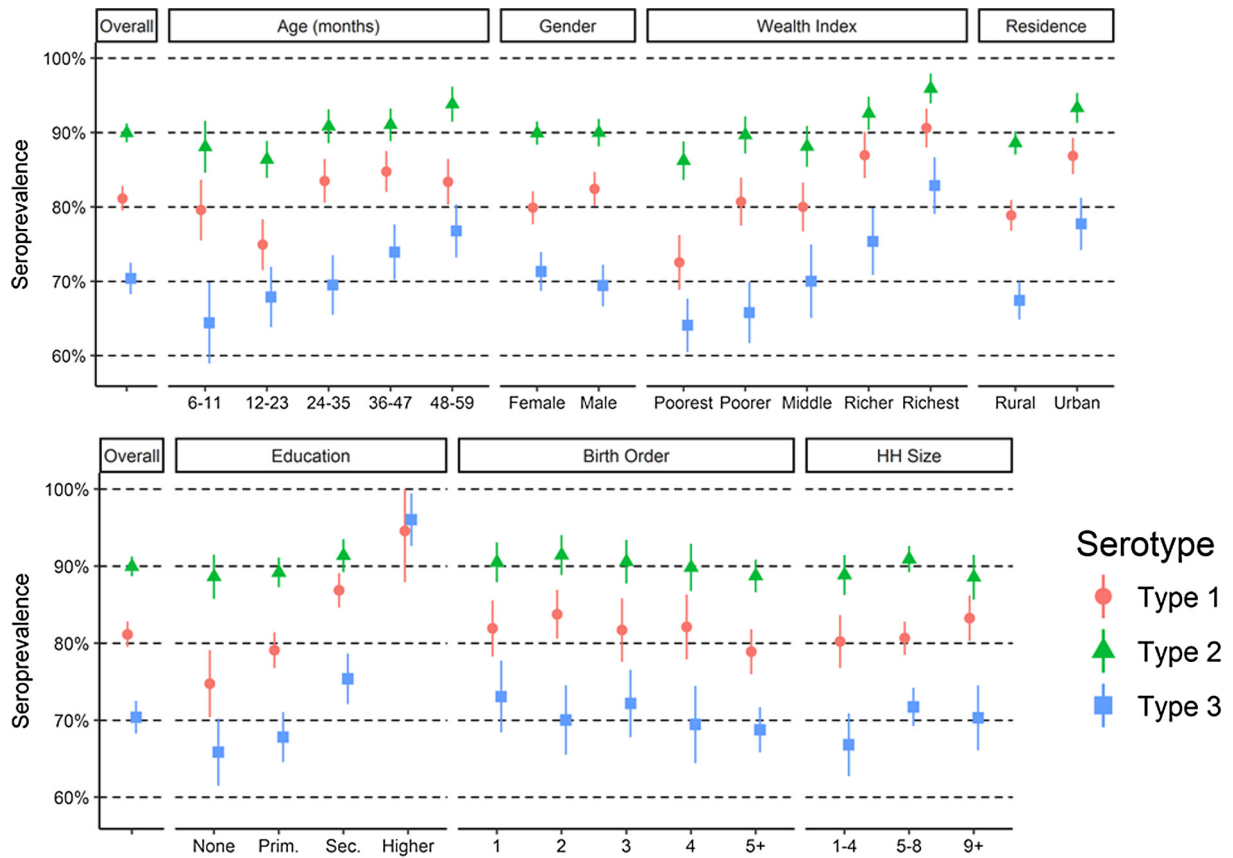 Overall Age (months) Gender Wealth Index Residence
100%
90%
80%
70%
60%
Seroprevalence
6-11 12-23 24-35 36-47 48-59 Female Male Poorest Poorer Middle Richer Richest Rural Urban
Overall Education Birth Order HH Size
100%
90%
80%
70%
60%
Seroprevalence
None Prim. Sec. Higher 1 2 3 4 5+ 1-4 5-8 9+
Serotype
Type 1
Type 2
Type 3